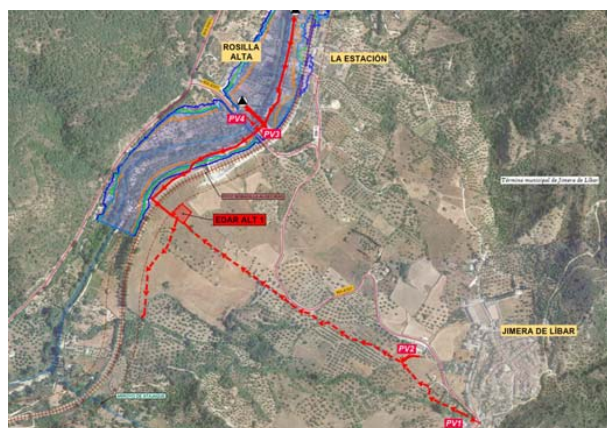 ROSILLA
ALTA
LA ESTACIÓN
PV4
PV3
Término municipal de Jimera de Líbar
EDAR ALT 1
JIMERA DE LÍBAR
PV2
PV1